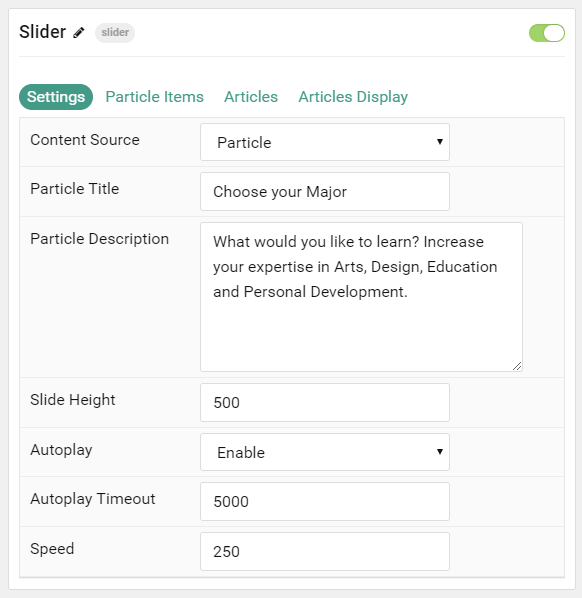 Slider slider
Settings Particle Items Articles Articles Display
Content Source Particle
Particle Title Choose your Major
Particle Description What would you like to learn? Increase
your expertise in Arts, Design, Education
and Personal Development.
Slide Height 500
Autoplay Enable
Autoplay Timeout 5000
Speed 250